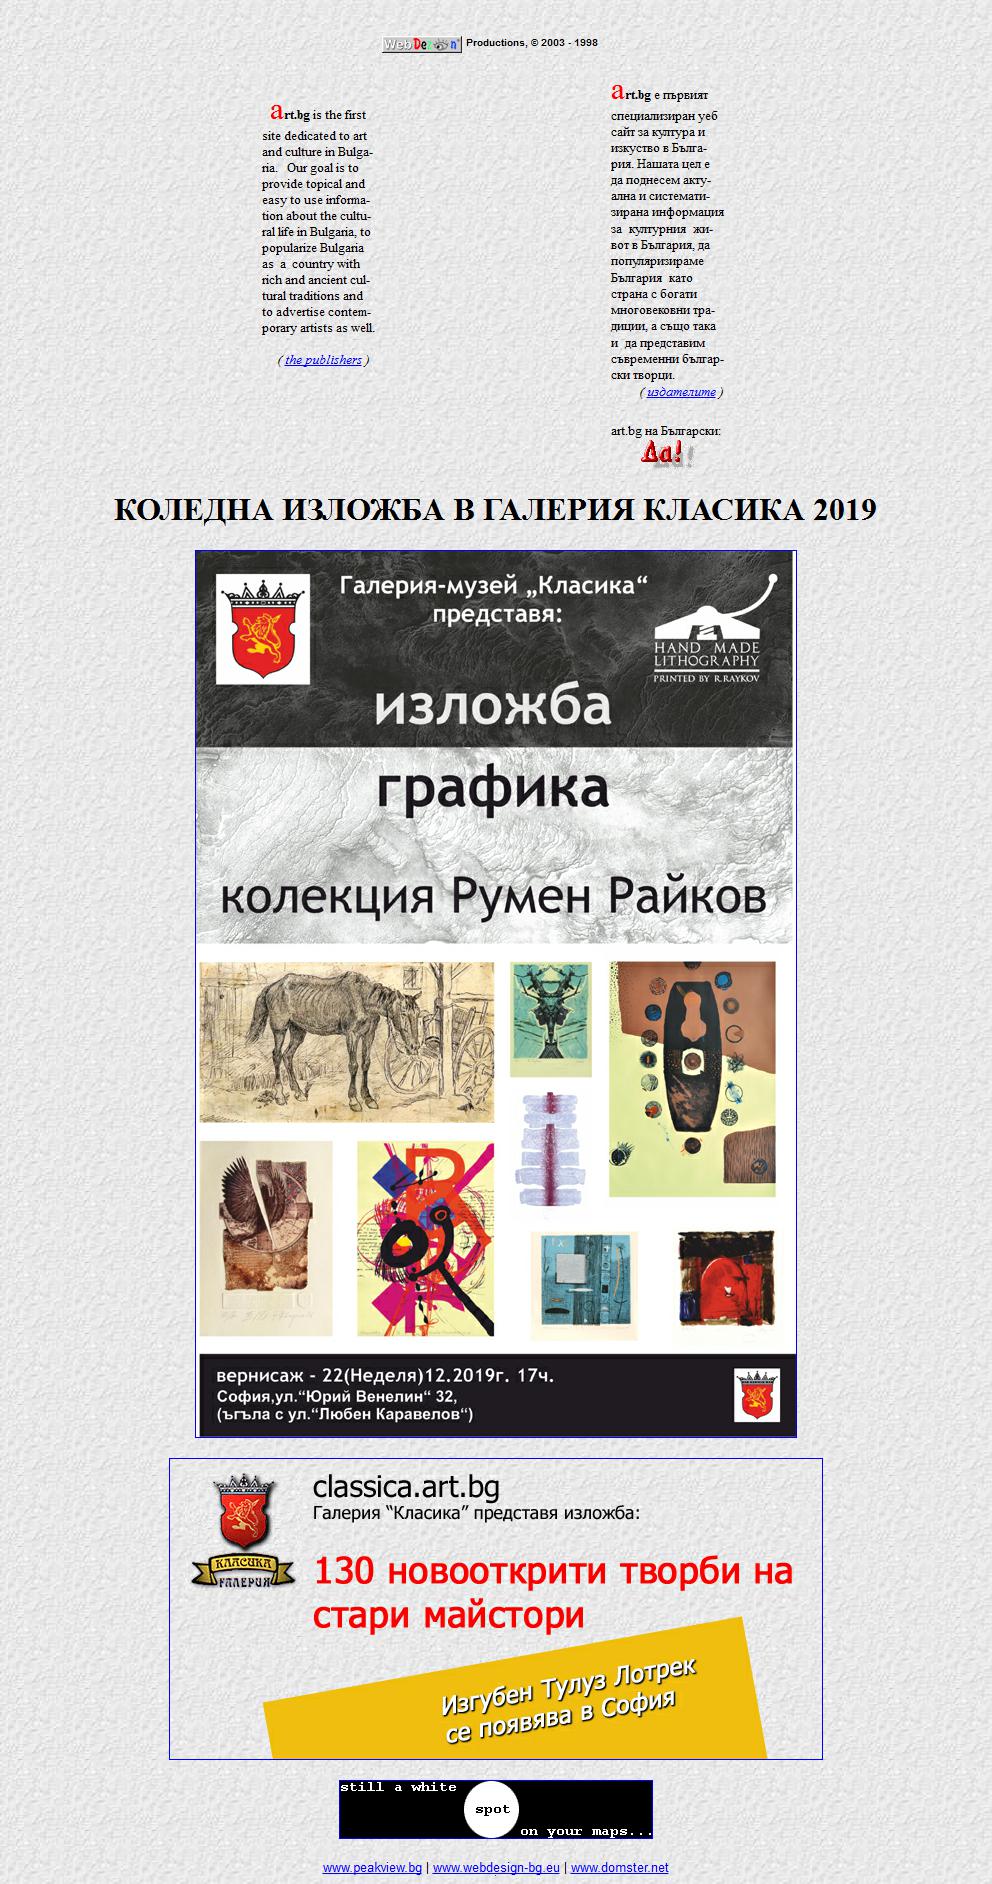 WebDezign Productions, © 2003 - 1998
art.bg is the first
site dedicated to art
and culture in Bulga-
ria. Our goal is to
provide topical and
easy to use informa-
tion about the cultu-
ral life in Bulgaria, to
popularize Bulgaria
as a country with
rich and ancient cul-
tural traditions and
to advertise contem-
porary artists as well.
( the publishers )
art.bg е първият
специализиран уеб
сайт за култура и
изкуство в Бълга-
рия. Нашата цел е
да поднесем акту-
ална и системати-
зирана информация
за културния жи-
вот в България, да
популяризираме
България като
страна с богати
многовековни тра-
диции, а също така
и да представим
съвременни българ-
ски творци.
( издателите )
art.bg на Български:
Да!
КОЛЕДНА ИЗЛОЖБА В ГАЛЕРИЯ КЛАСИКА 2019
Галерия-музей „Класика“
представя:
HAND MADE
LITHOGRAPHY
PRINTED BY R.RAYKOV
изложба
графика
колекция Румен Райков
вернисаж - 22(Неделя)12.2019г. 17ч.
София,ул.“Юрий Венелин“ 32,
(ъгъла с ул.“Любен Каравелов“)
classica.art.bg
Галерия “Класика” представя изложба:
КЛАСИКА
ГАЛЕРИЯ
130 новооткрити творби на
стари майстори
Изгубен Тулуз Лотрек
се появява в София
still a white
spot
on your maps...
www.peakview.bg | www.webdesign-bg.eu | www.domster.net